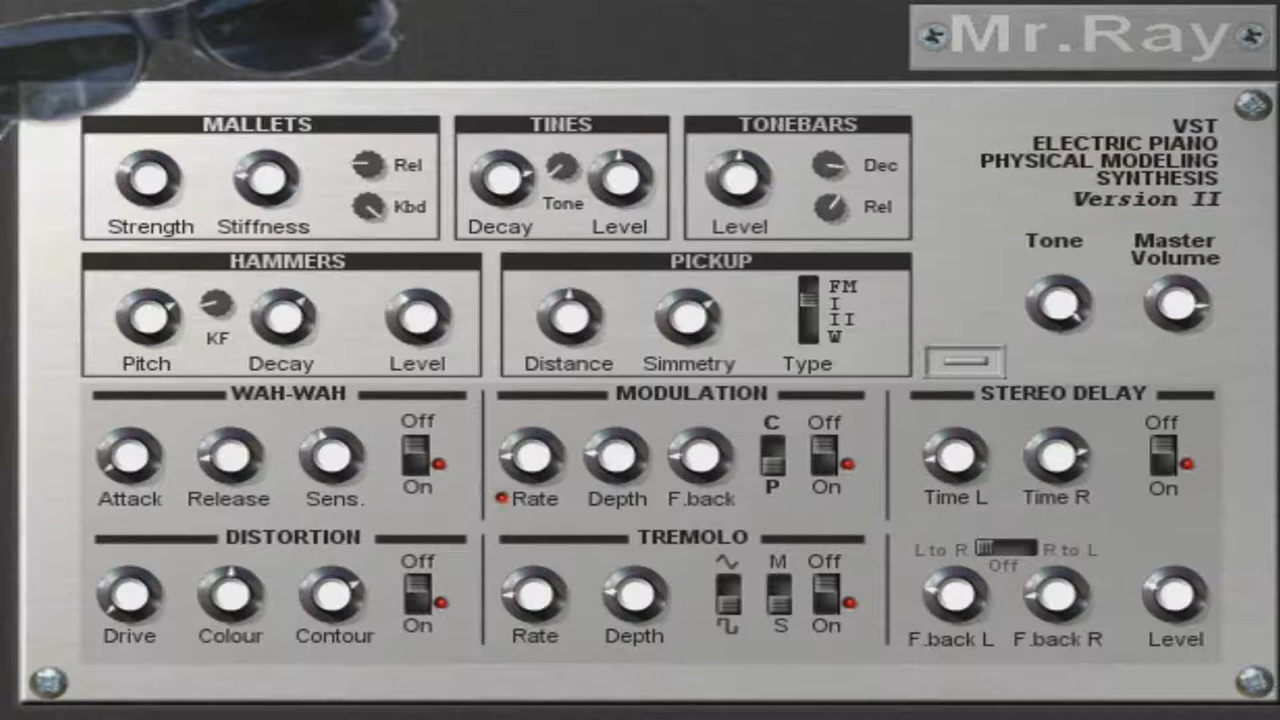 Mr.Ray
VST
ELECTRIC PIANO
PHYSICAL MODELING
SYNTHESIS
Version II
MALLETS
Strength Stiffness Rel Kbd
TINES
Decay Tone Level
TONEBARS
Level Dec Rel
HAMMERS
Pitch KF Decay Level
PICKUP
Distance Simmetry Type
FM
I
II
W
Tone Master
Volume
WAH-WAH
Attack Release Sens. Off On
MODULATION
Rate Depth F.back C P Off On
STEREO DELAY
Time L Time R Off On
DISTORTION
Drive Colour Contour Off On
TREMOLO
Rate Depth M S Off On
L to R Off R to L
F.back L F.back R Level